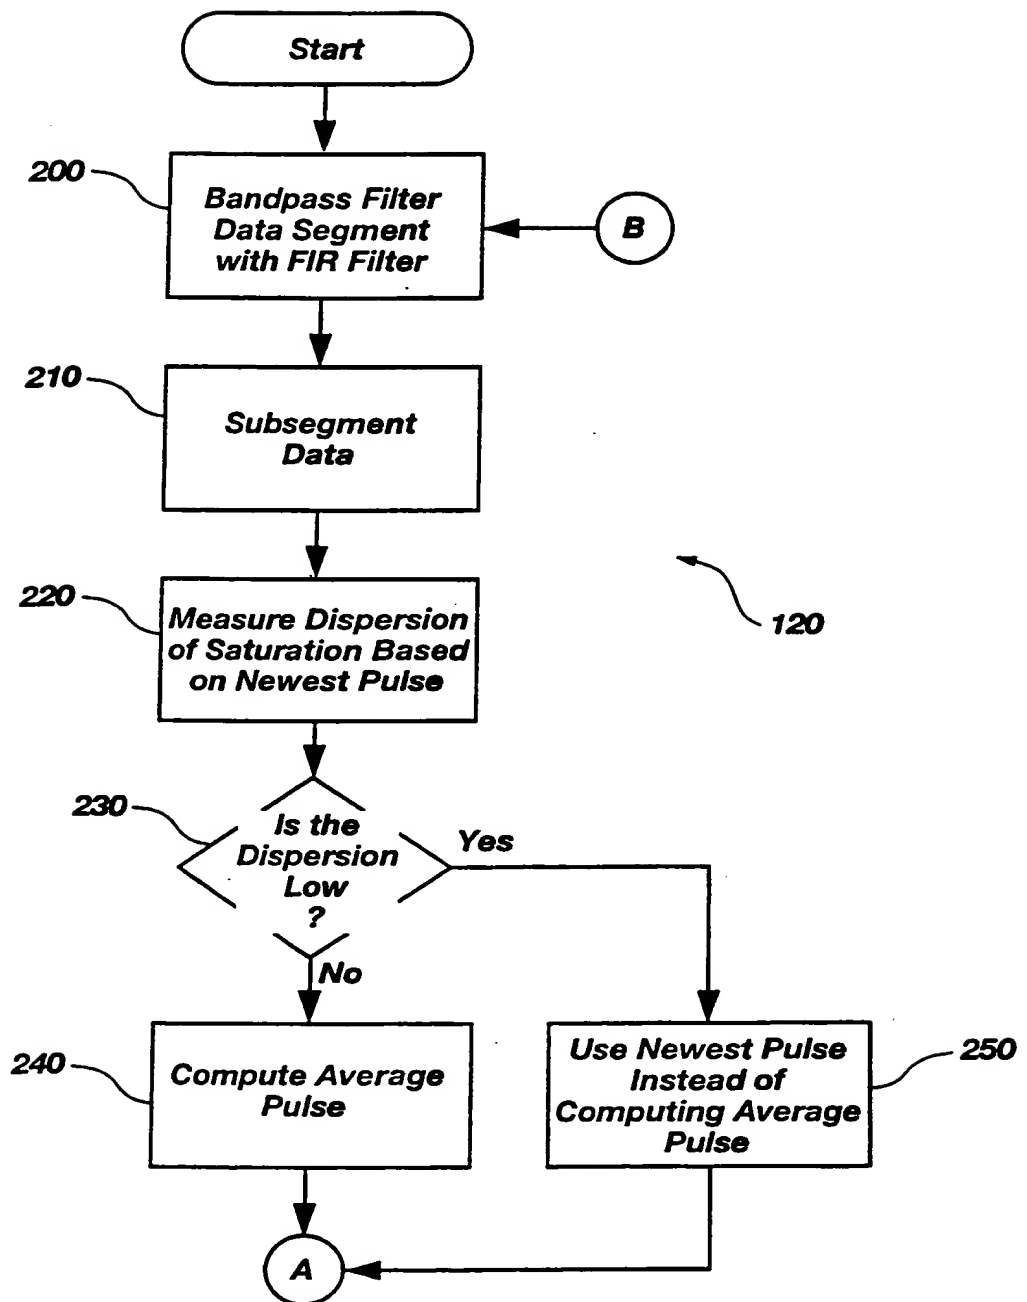 Start
200
Bandpass Filter
Data Segment
with FIR Filter
B
210
Subsegment
Data
220
Measure Dispersion
of Saturation Based
on Newest Pulse
120
230
Is the
Dispersion
Low
?
Yes
No
240
Compute Average
Pulse
Use Newest Pulse
Instead of
Computing Average
Pulse
250
A